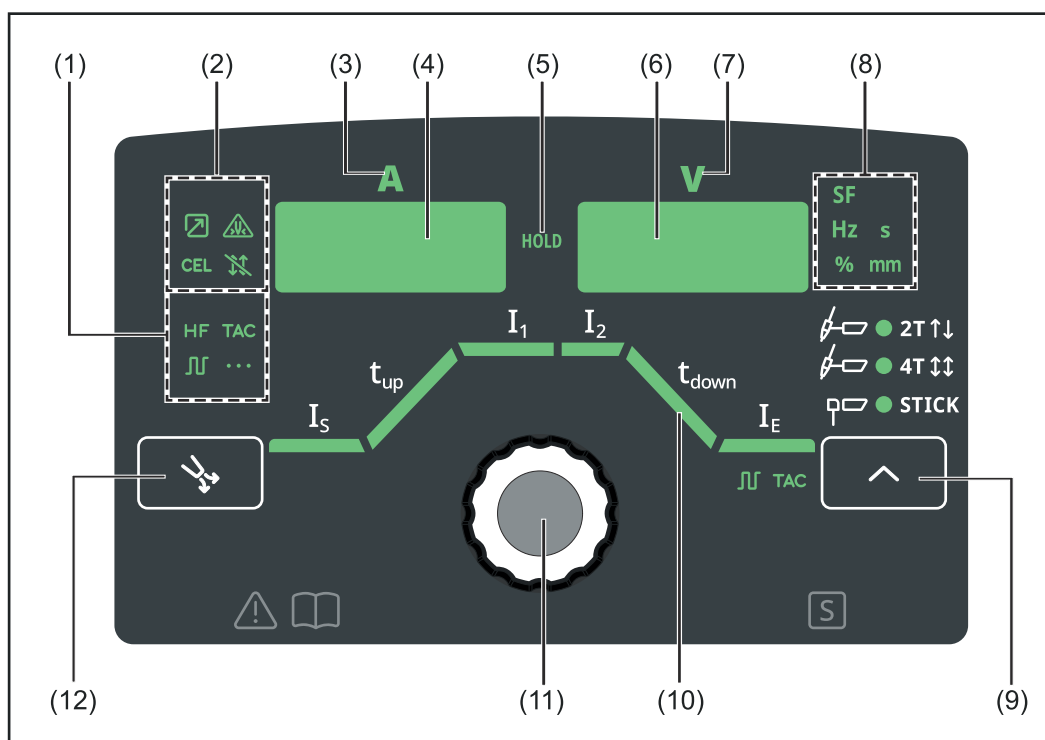 (1) (2) (3) (4) (5) (6) (7) (8)
A V
SF
HOLD
Hz s
CEL
% mm
HF TAC
I1 I2
2T ↑↓
tup tdown
4T ↕↕
IS IE
STICK
TAC
S
(12) (11) (10) (9)